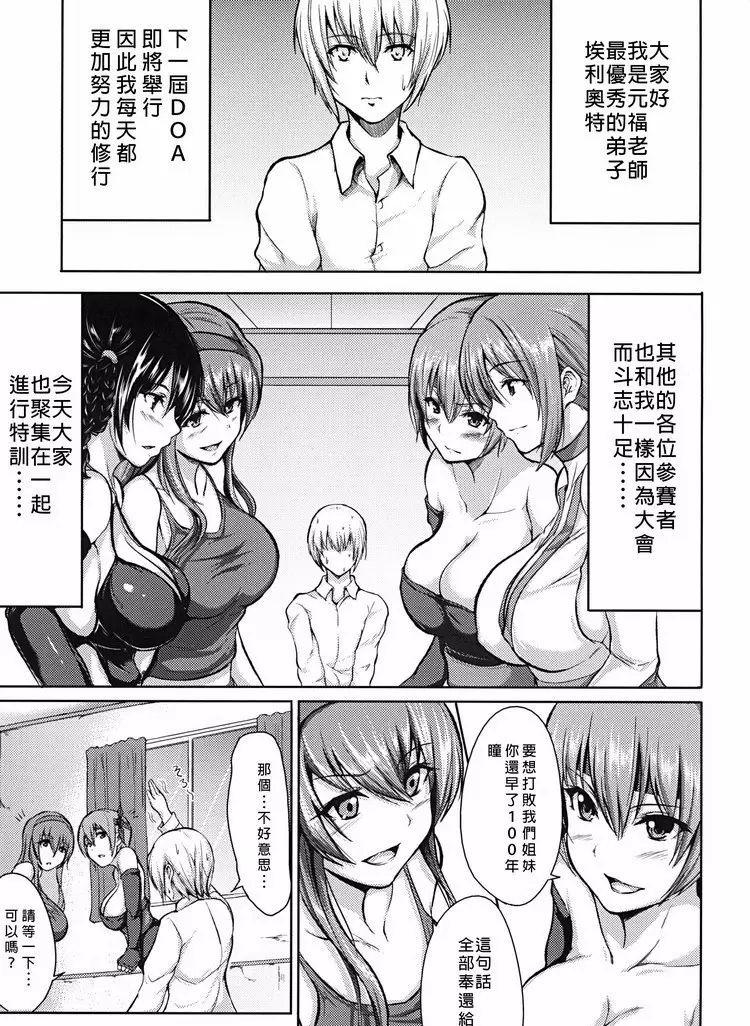 大家好
我是元福老師
最優秀的弟子
埃利奧特
下一屆DOA
即將舉行
因此我每天都
更加努力的修行
其他的各位參賽者
也和我一樣因為大會
而斗志十足……
今天大家
也聚集在一起
進行特訓……
要想打敗我們姐妹
你還早了100年
瞳
這句話
全部奉還給
那個…不好意思…
請等一下…
可以嗎？